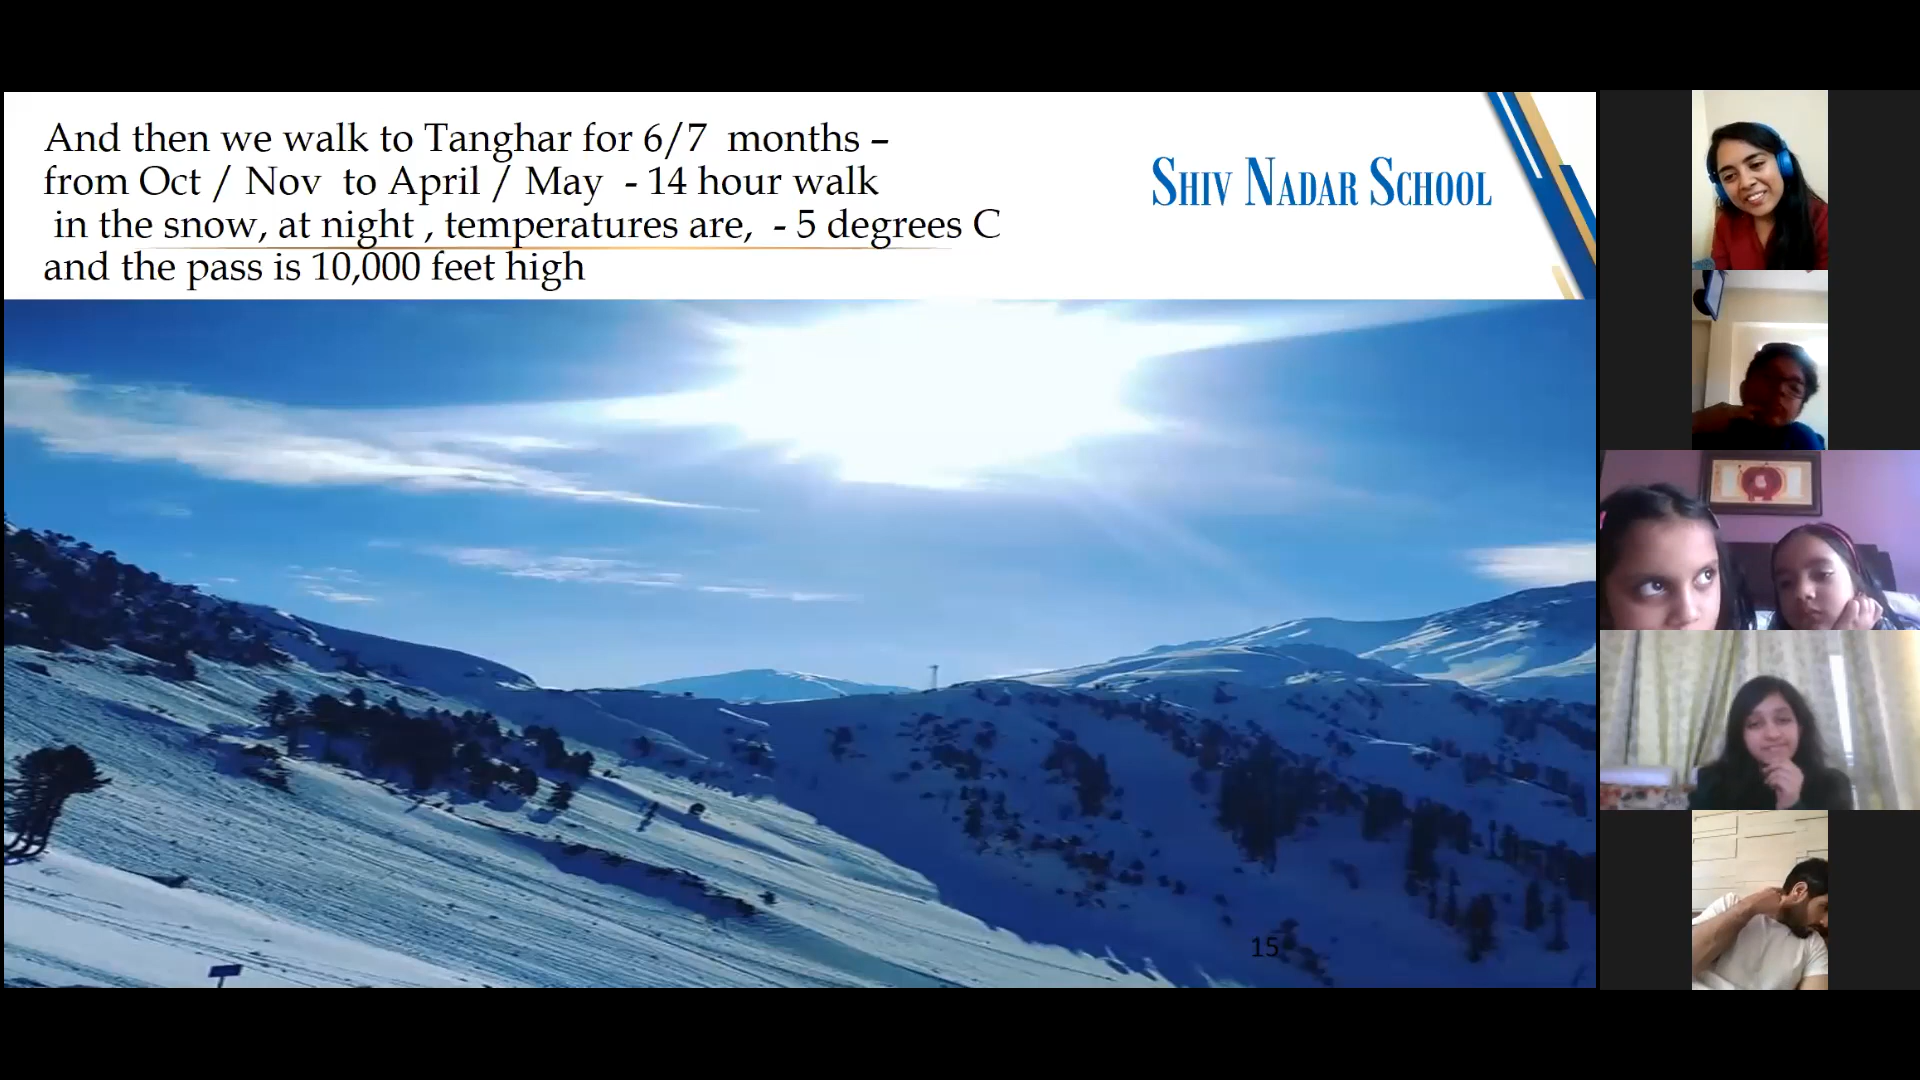 And then we walk to Tanghar for 6/7 months –
from Oct / Nov to April / May - 14 hour walk
in the snow, at night , temperatures are, - 5 degrees C
and the pass is 10,000 feet high
SHIV NADAR SCHOOL
15